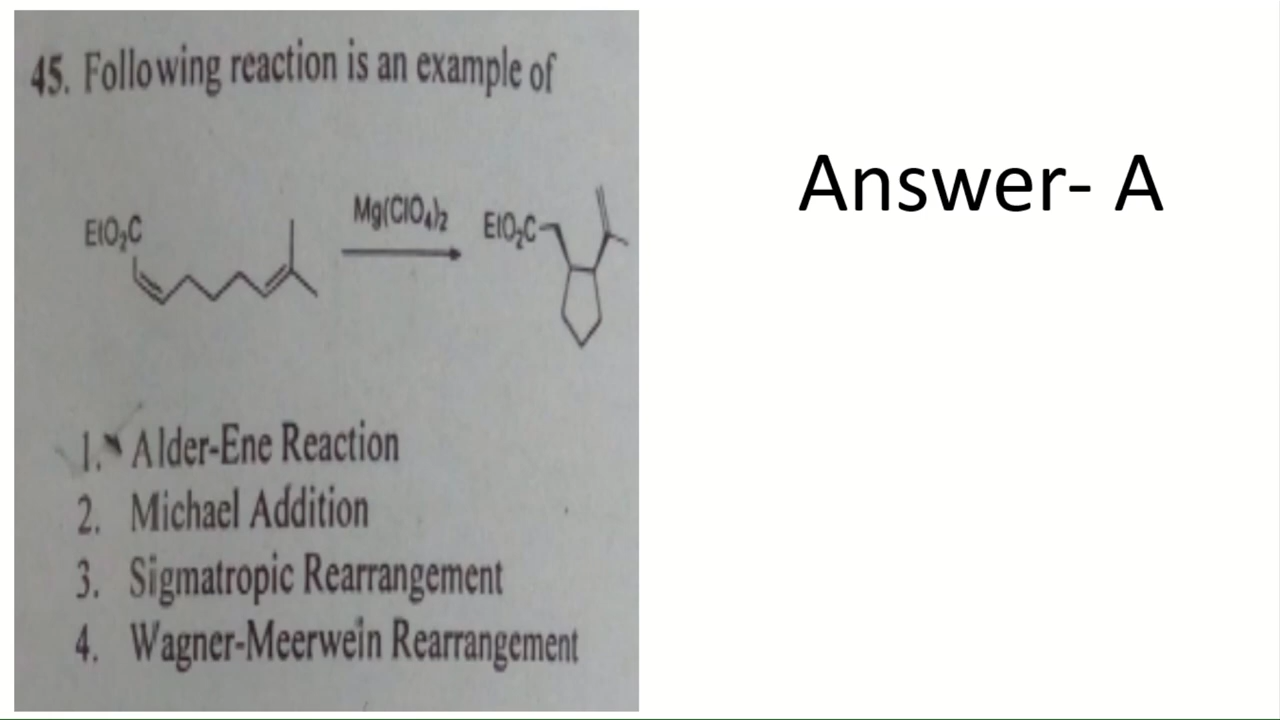 45. Following reaction is an example of
EtO₂C
Mg(ClO₄)₂
EtO₂C
1. Alder-Ene Reaction
2. Michael Addition
3. Sigmatropic Rearrangement
4. Wagner-Meerwein Rearrangement
Answer- A